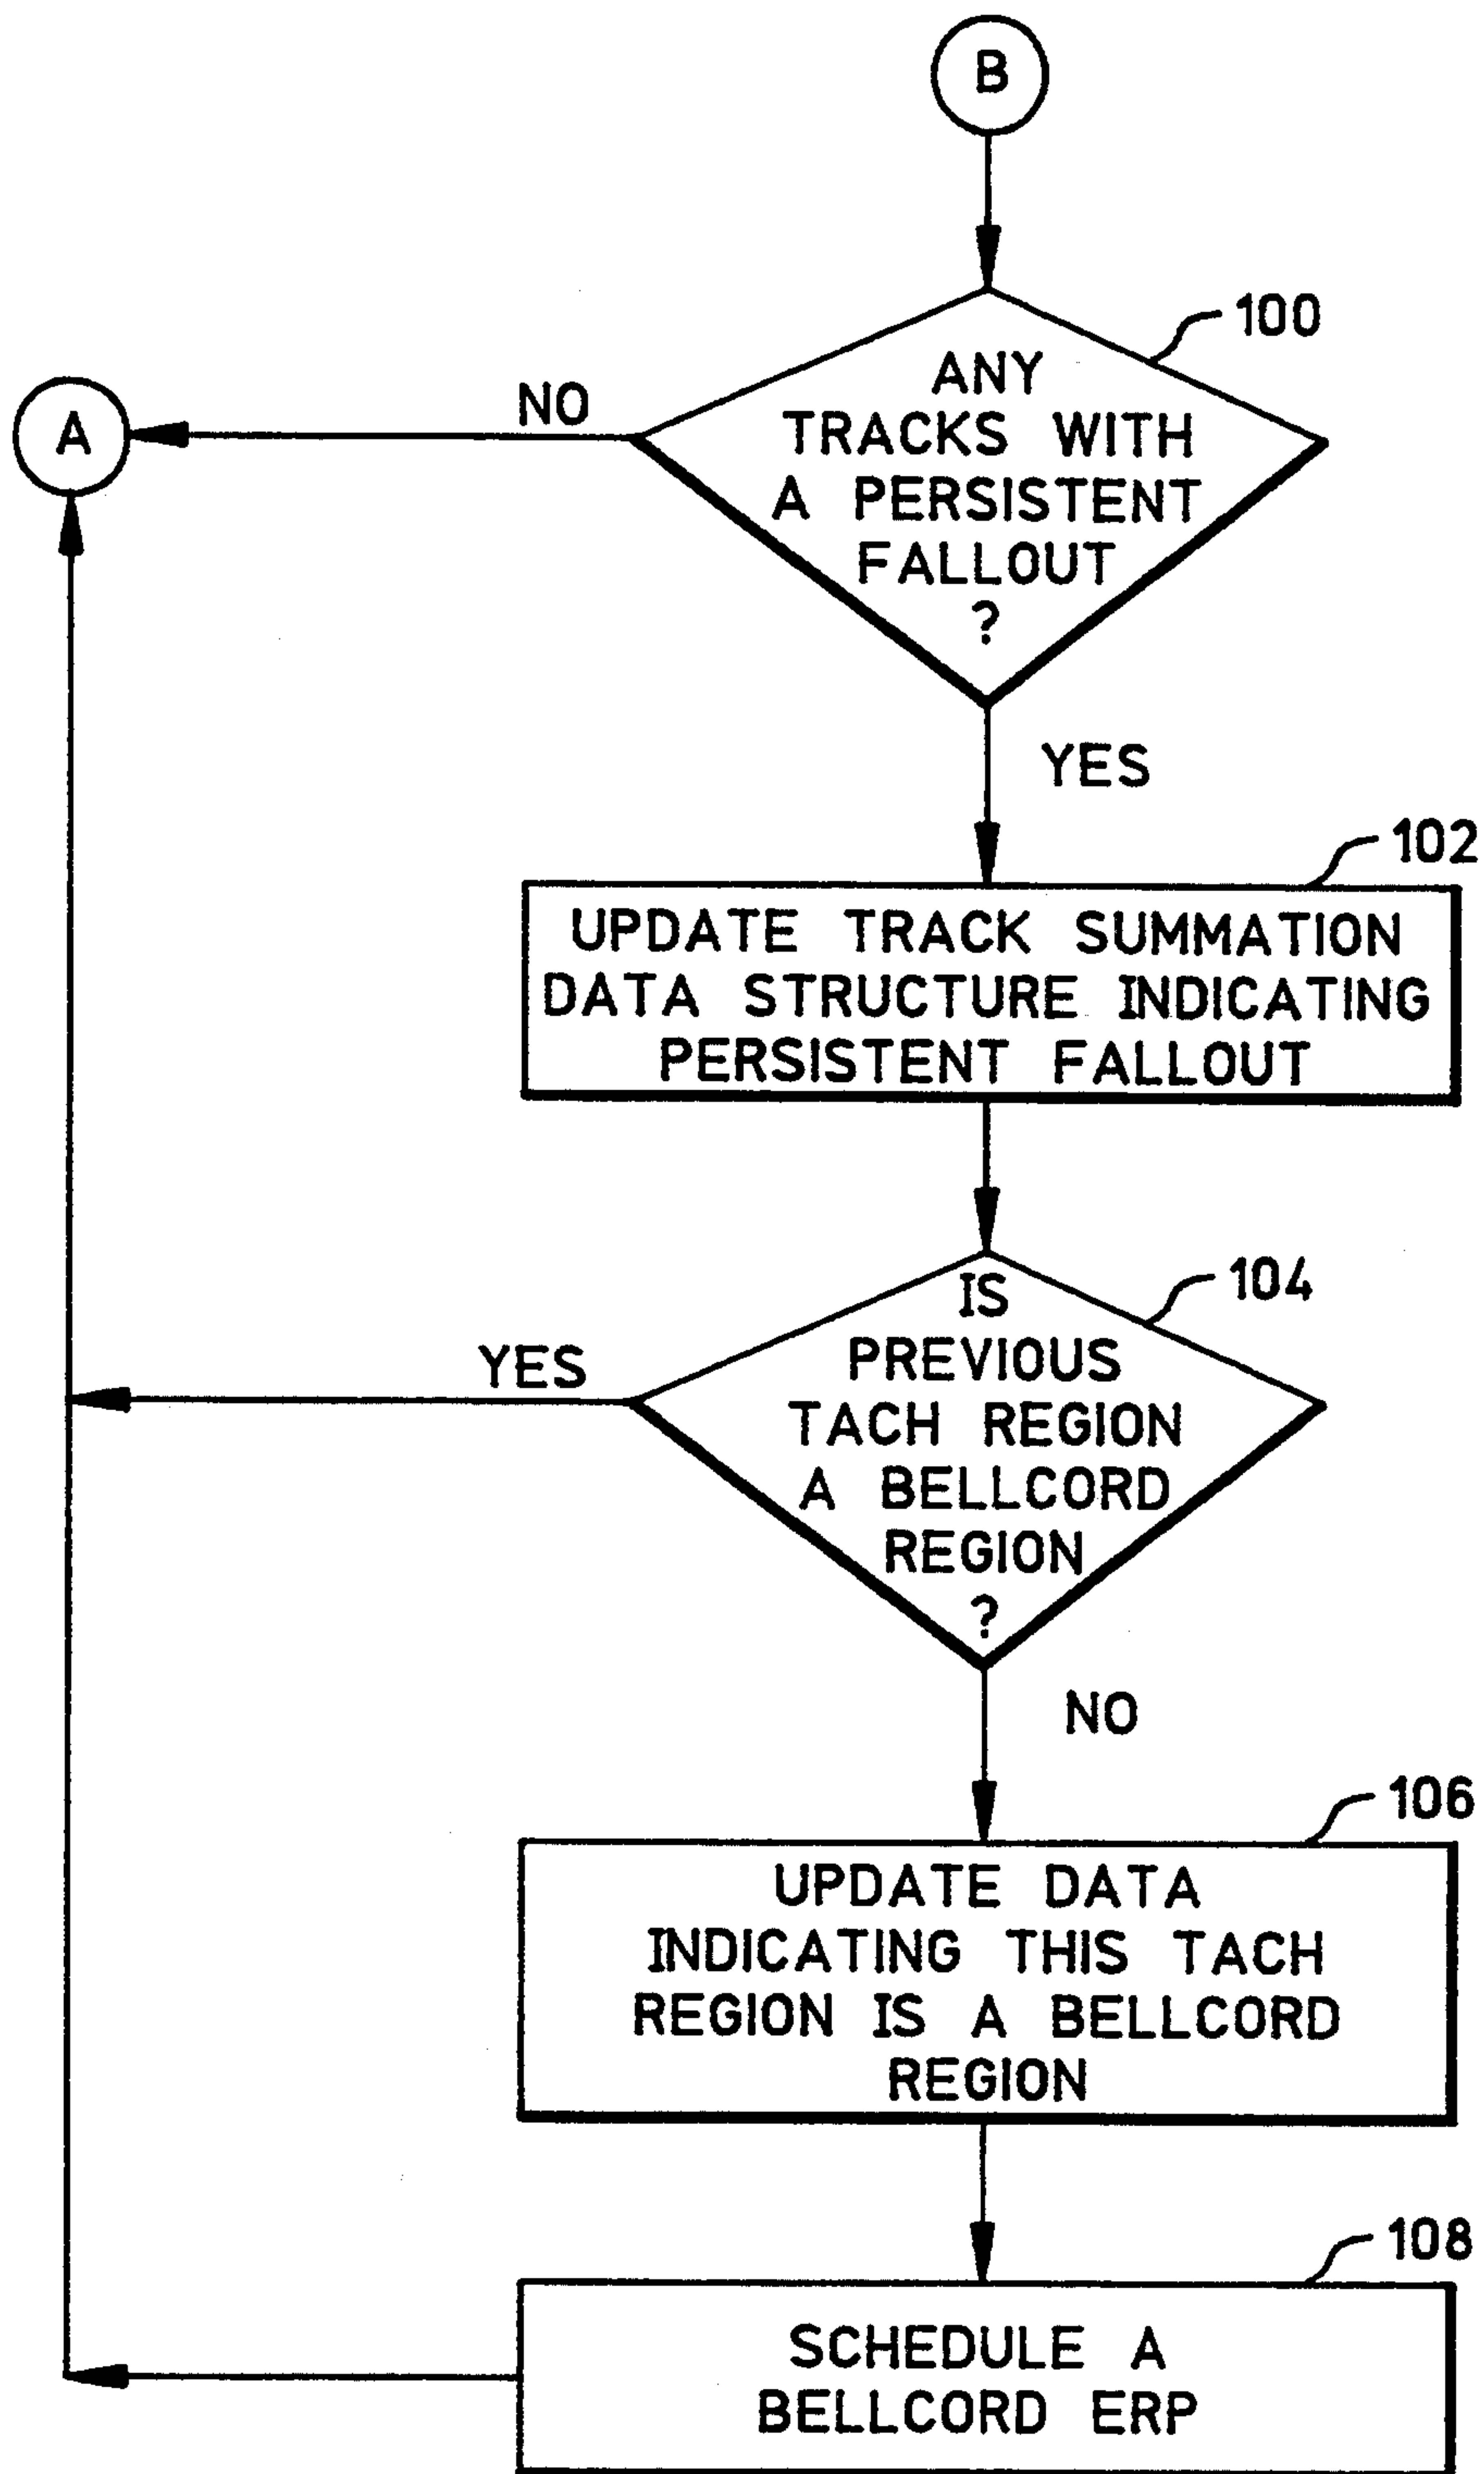 B
100
ANY
TRACKS WITH
A PERSISTENT
FALLOUT
?
NO
A
YES
102
UPDATE TRACK SUMMATION
DATA STRUCTURE INDICATING
PERSISTENT FALLOUT
104
IS
PREVIOUS
TACH REGION
A BELLCORD
REGION
?
YES
NO
106
UPDATE DATA
INDICATING THIS TACH
REGION IS A BELLCORD
REGION
108
SCHEDULE A
BELLCORD ERP